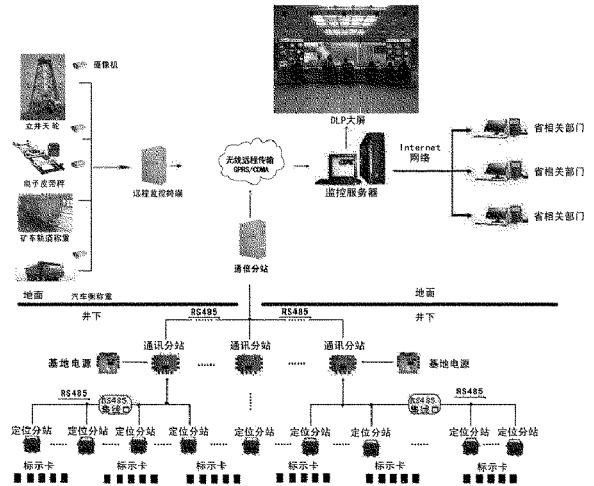 摄像机
立井天轮
DLP大屏
电子皮带秤
远程监控终端
无线远程传输
GPRS/CDMA
监控服务器
Internet
网络
省相关部门
省相关部门
省相关部门
矿车轨道称重
通信分站
地面
汽车衡称重
地面
井下
RS485
RS485
井下
通讯分站
通讯分站
通讯分站
基地电源
基地电源
RS485
RS485
集线口
RS485
集线口
RS485
定位分站
定位分站
定位分站
定位分站
定位分站
定位分站
定位分站
定位分站
标示卡
标示卡
标示卡
标示卡
标示卡
标示卡